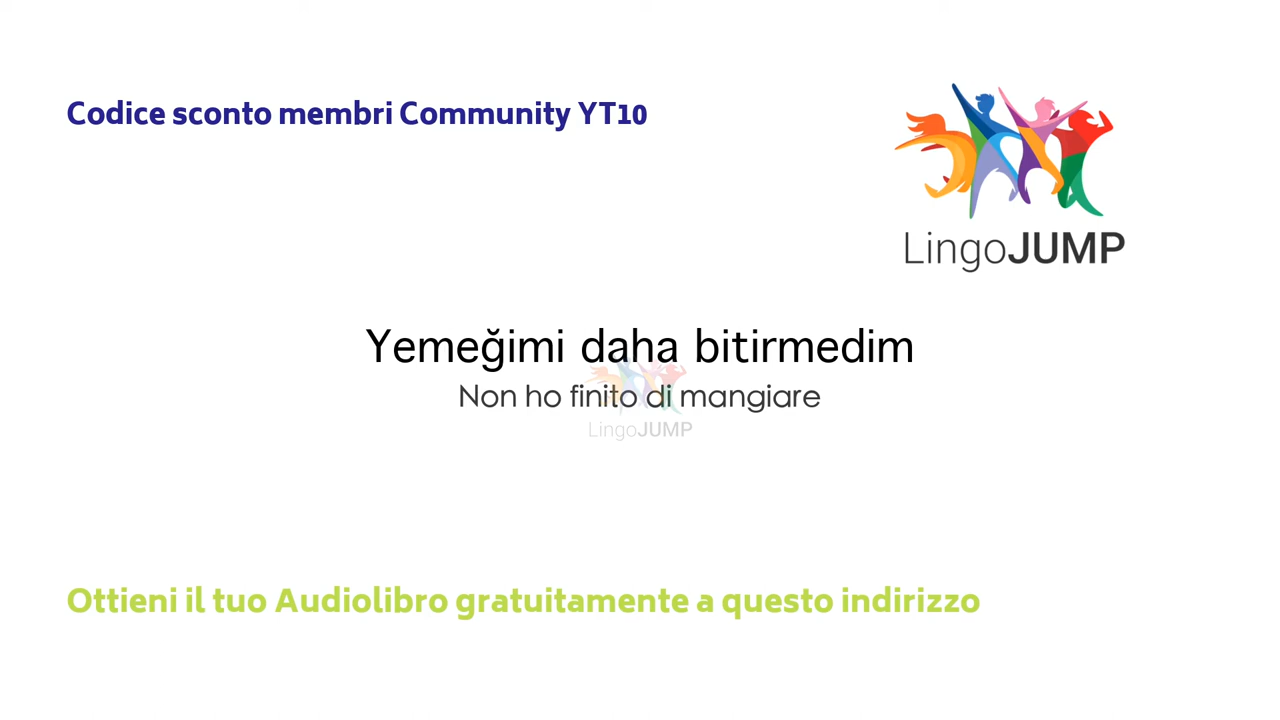 Codice sconto membri Community YT10
LingoJUMP
Yemeğimi daha bitirmedim
Non ho finito di mangiare
LingoJUMP
Ottieni il tuo Audiolibro gratuitamente a questo indirizzo